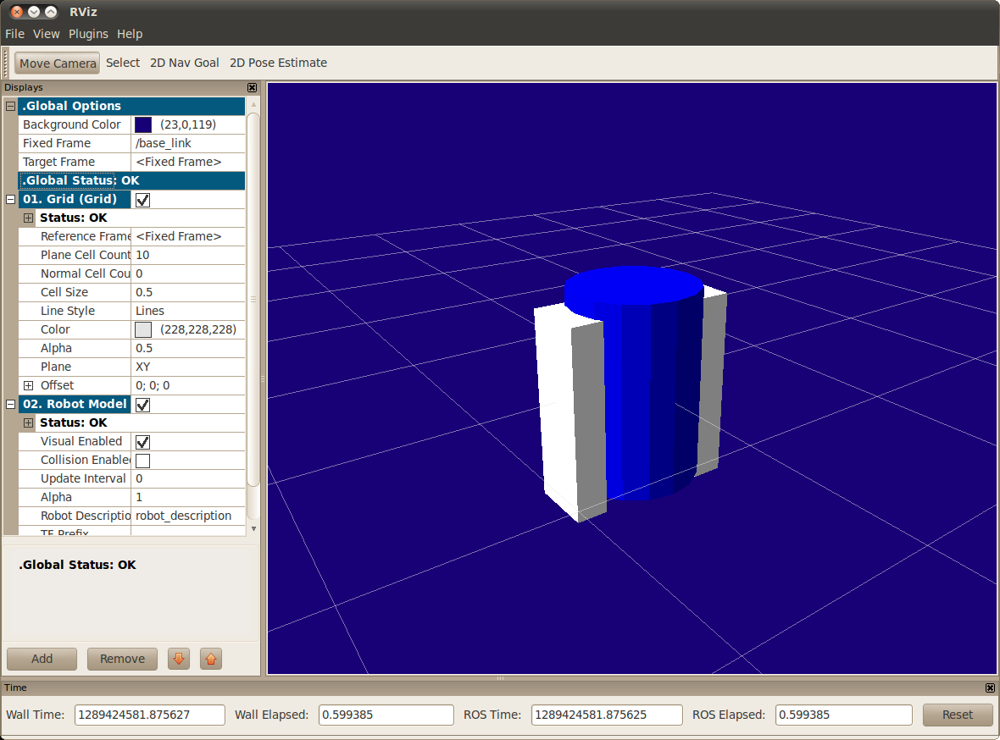 RViz
File View Plugins Help
Move Camera Select 2D Nav Goal 2D Pose Estimate
Displays
.Global Options
Background Color (23,0,119)
Fixed Frame /base_link
Target Frame <Fixed Frame>
.Global Status: OK
01. Grid (Grid)
Status: OK
Reference Frame <Fixed Frame>
Plane Cell Count 10
Normal Cell Cou 0
Cell Size 0.5
Line Style Lines
Color (228,228,228)
Alpha 0.5
Plane XY
Offset 0; 0; 0
02. Robot Model
Status: OK
Visual Enabled
Collision Enable
Update Interval 0
Alpha 1
Robot Descriptio robot_description
TF Prefix
.Global Status: OK
Add Remove
Time
Wall Time: 1289424581.875627 Wall Elapsed: 0.599385 ROS Time: 1289424581.875625 ROS Elapsed: 0.599385 Reset